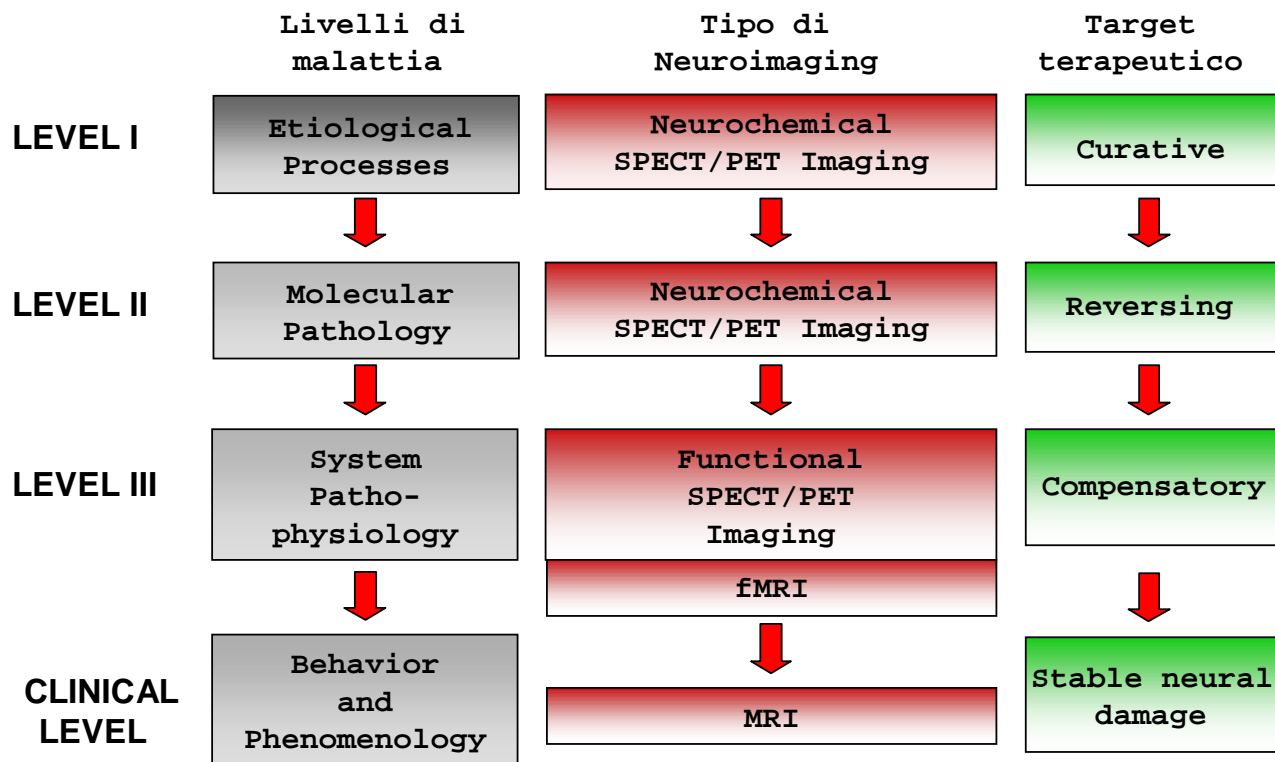 Livelli di
malattia
Tipo di
Neuroimaging
Target
terapeutico
LEVEL I
Etiological
Processes
Neurochemical
SPECT/PET Imaging
Curative
LEVEL II
Molecular
Pathology
Neurochemical
SPECT/PET Imaging
Reversing
LEVEL III
System
Patho-
physiology
Functional
SPECT/PET
Imaging
fMRI
Compensatory
CLINICAL
LEVEL
Behavior
and
Phenomenology
MRI
Stable neural
damage